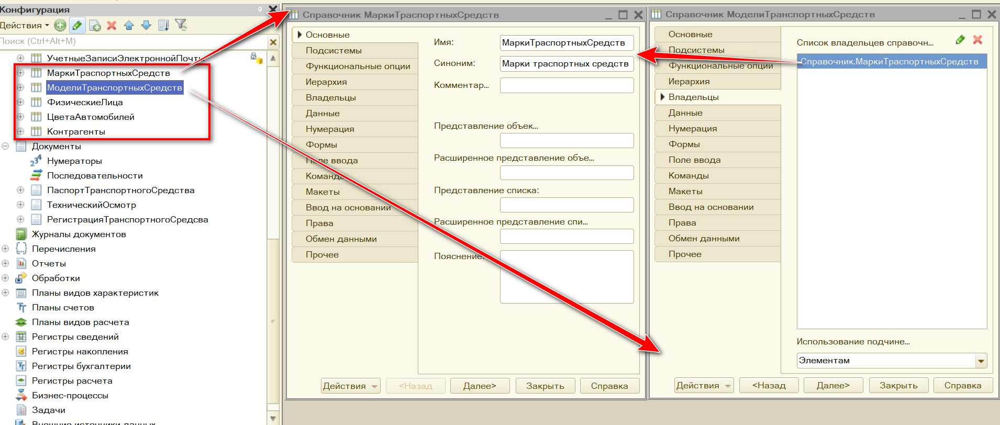 Конфигурация
Действия
Поиск (Ctrl+Alt+M)
УчетныеЗаписиЭлектроннойПочты
МаркиТраспортныхСредств
МоделиТранспортныхСредств
ФизическиеЛица
ЦветаАвтомобилей
Контрагенты
Документы
Нумераторы
Последовательности
ПаспортТранспортногоСредства
ТехническийОсмотр
РегистрацияТранспортногоСредсва
Журналы документов
Перечисления
Отчеты
Обработки
Планы видов характеристик
Планы счетов
Планы видов расчета
Регистры сведений
Регистры накопления
Регистры бухгалтерии
Регистры расчета
Бизнес-процессы
Задачи
Внешние источники данных
Справочник МаркиТраспортныхСредств
Основные
Подсистемы
Функциональные опции
Иерархия
Владельцы
Данные
Нумерация
Формы
Поле ввода
Команды
Макеты
Ввод на основании
Права
Обмен данными
Прочее
Имя: МаркиТраспортныхСредств
Синоним: Марки траспортных средств
Комментар...
Представление объек...
Расширенное представление объе...
Представление списка:
Расширенное представление спи...
Пояснение:
Действия <Назад Далее> Закрыть Справка
Справочник МоделиТранспортныхСредств
Основные
Подсистемы
Функциональные опции
Иерархия
Владельцы
Данные
Нумерация
Формы
Поле ввода
Команды
Макеты
Ввод на основании
Права
Обмен данными
Прочее
Список владельцев справочн...
Справочник.МаркиТраспортныхСредств
Использование подчине...
Элементам
Действия <Назад Далее> Закрыть Справка